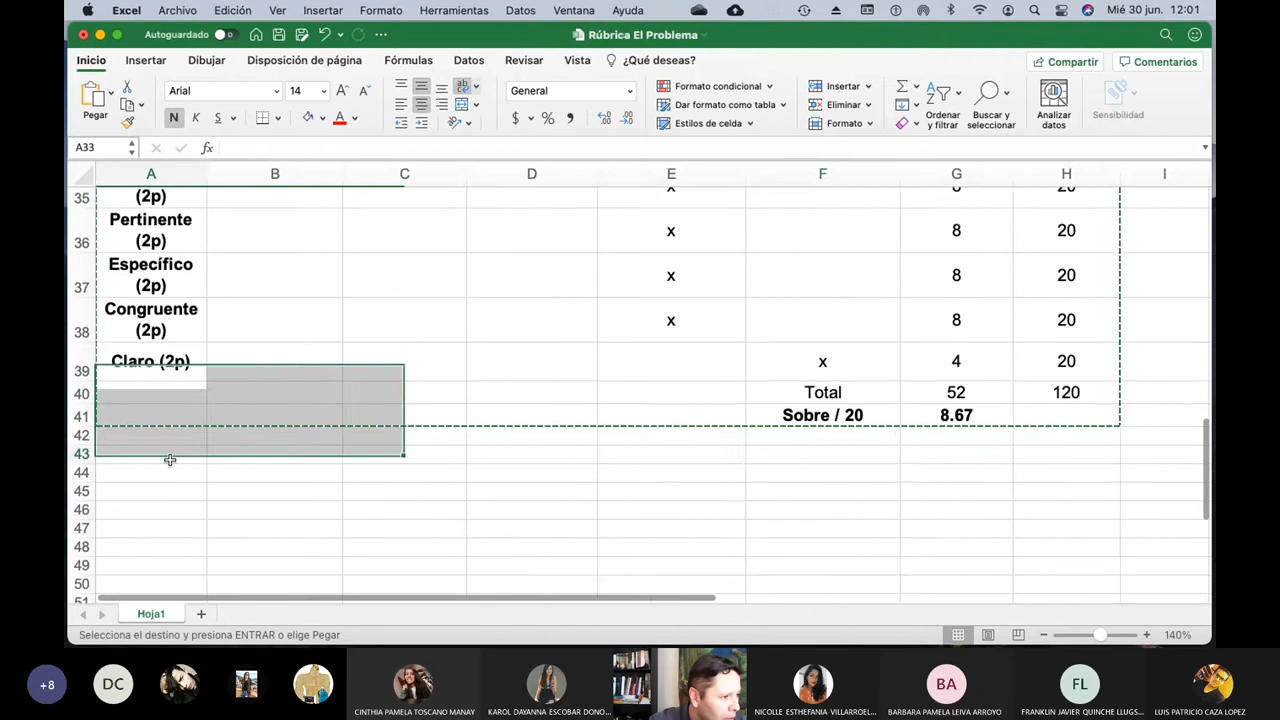 Excel Archivo Edición Ver Insertar Formato Herramientas Datos Ventana Ayuda Mié 30 jun. 12:01
Autoguardado Rúbrica El Problema
Inicio Insertar Dibujar Disposición de página Fórmulas Datos Revisar Vista ¿Qué deseas? Compartir Comentarios
Pegar Arial 14 General Formato condicional Dar formato como tabla Estilos de celda Insertar Eliminar Formato Ordenar y filtrar Buscar y seleccionar Analizar datos Sensibilidad
N K S $ %
A33 fx
A B C D E F G H I
35 (2p) x 8 20
36 Pertinente (2p) x 8 20
37 Específico (2p) x 8 20
38 Congruente (2p) x 8 20
39 Claro (2p) x 4 20
40 Total 52 120
41 Sobre / 20 8.67
42
43
44
45
46
47
48
49
50
51
Hoja1
Selecciona el destino y presiona ENTRAR o elige Pegar 140%
+8 DC BA FL
CINTHIA PAMELA TOSCANO MANAY KAROL DAYANNA ESCOBAR DONO... NICOLLE ESTHEFANIA VILLARROEL... BARBARA PAMELA LEIVA ARROYO FRANKLIN JAVIER QUINCHE LLUGS... LUIS PATRICIO CAZA LOPEZ